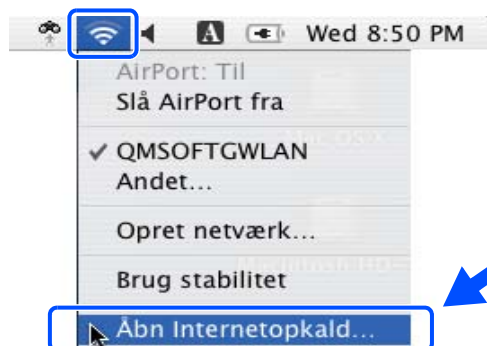 A Wed 8:50 PM
AirPort: Til
Slå AirPort fra
QMSOFTGWLAN
Andet...
Opret netværk...
Brug stabilitet
Åbn Internetopkald...